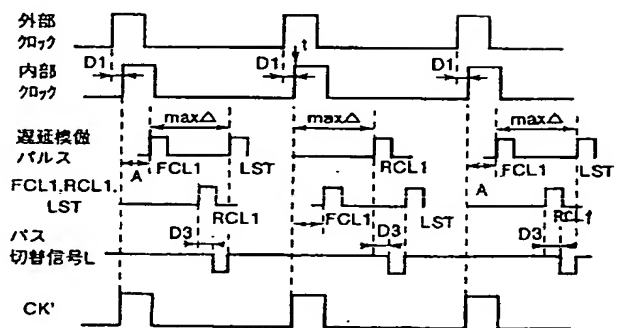 外部
クロック
D1
D1
t
D1
内部
クロック
maxΔ
maxΔ
maxΔ
遅延模倣
パルス
A
FCL1
LST
RCL1
A
FCL1
LST
FCL1,RCL1,
LST
RCL1
FCL1
LST
RCL1
パス
切替信号L
D3
D3
D3
CK'